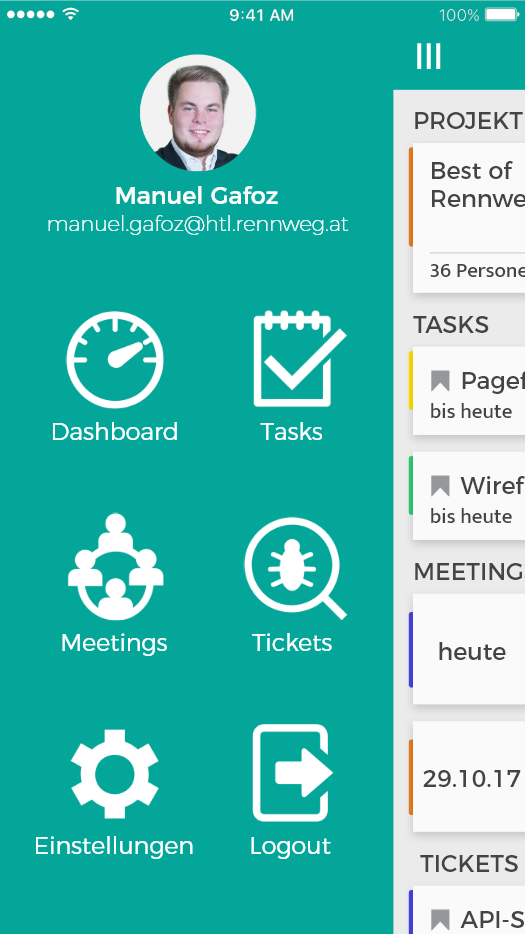 9:41 AM
100%
Manuel Gafoz
manuel.gafoz@htl.rennweg.at
Dashboard
Tasks
Meetings
Tickets
Einstellungen
Logout
PROJEKT
Best of
Rennwe
36 Persone
TASKS
Pagef
bis heute
Wiref
bis heute
MEETING
heute
29.10.17
TICKETS
API-S